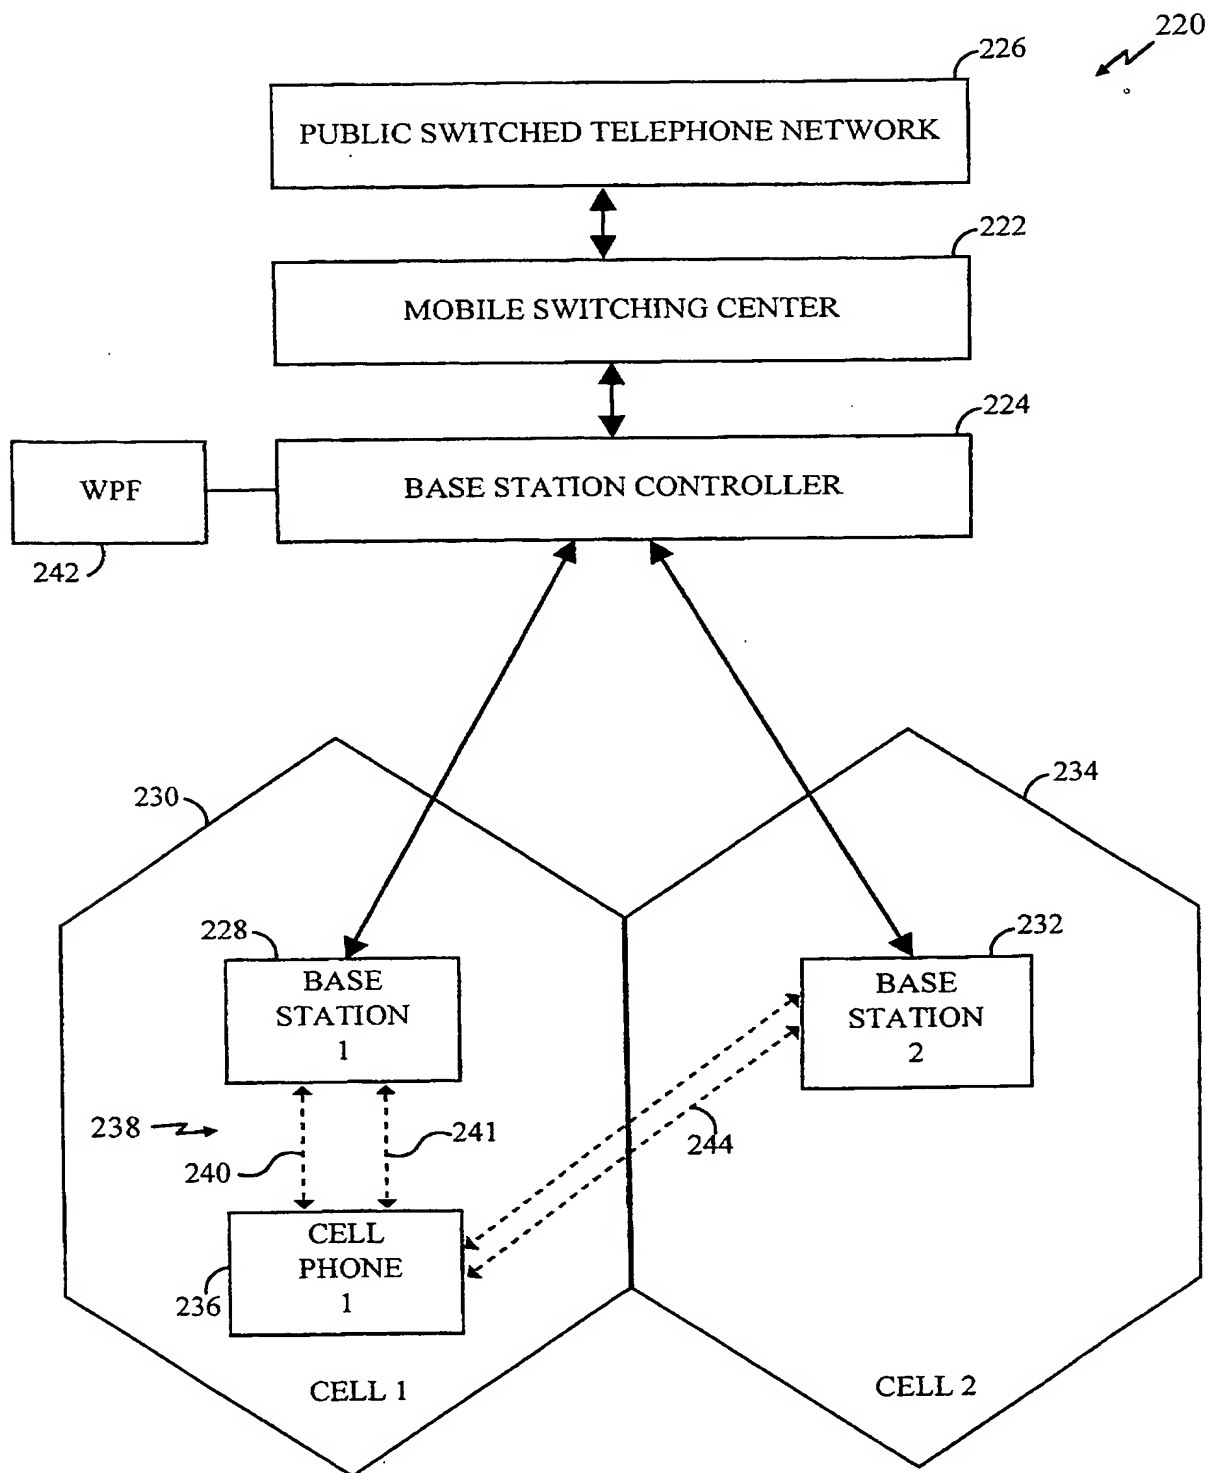 220
226
PUBLIC SWITCHED TELEPHONE NETWORK
222
MOBILE SWITCHING CENTER
224
WPF
BASE STATION CONTROLLER
242
230
234
228
232
BASE
STATION
1
BASE
STATION
2
238
240
241
244
CELL
PHONE
1
236
CELL 1
CELL 2